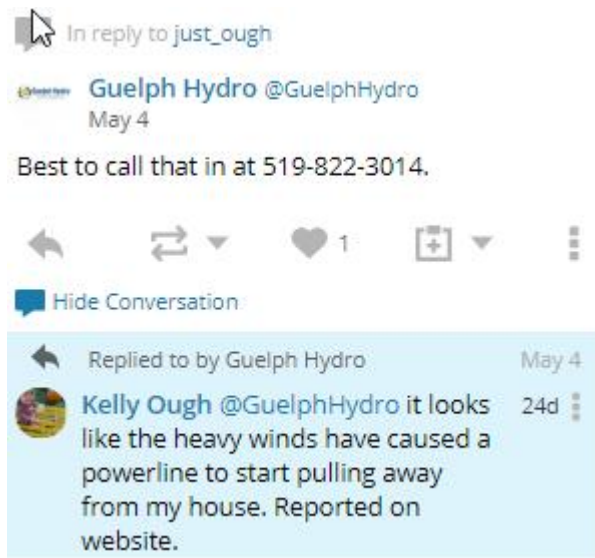 In reply to just_ough
Guelph Hydro @GuelphHydro
May 4
Best to call that in at 519-822-3014.
1
Hide Conversation
Replied to by Guelph Hydro May 4
Kelly Ough @GuelphHydro it looks 24d
like the heavy winds have caused a
powerline to start pulling away
from my house. Reported on
website.